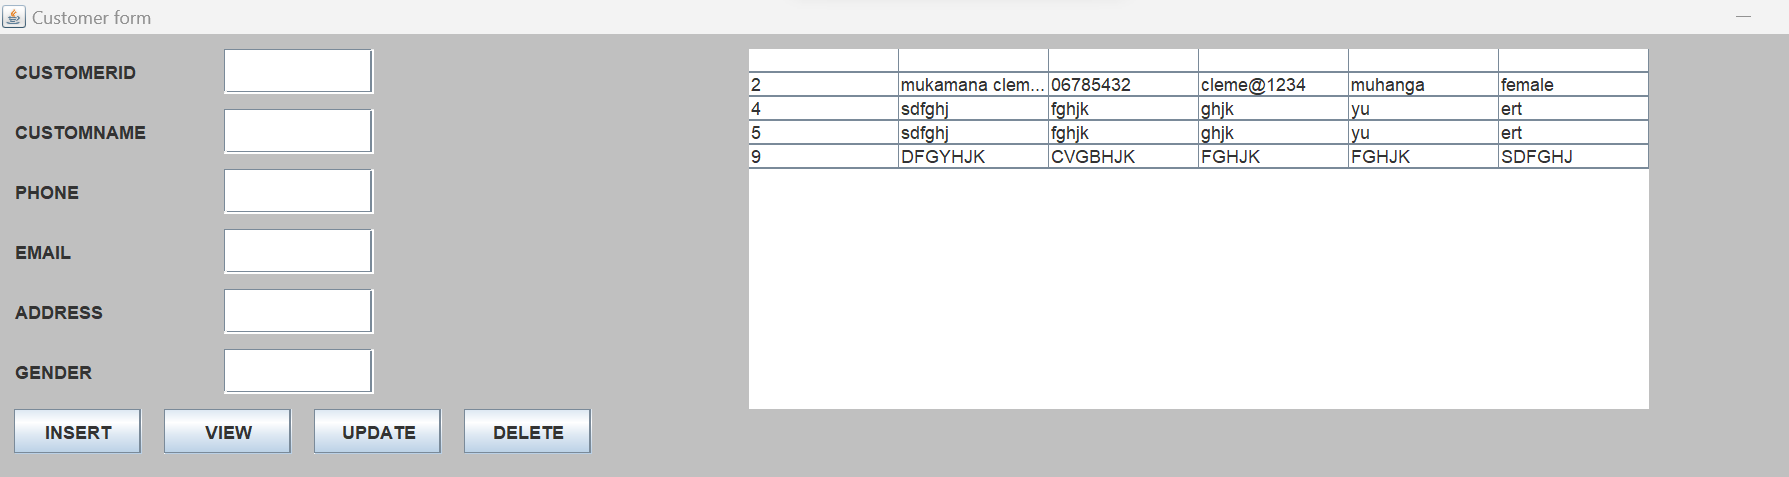 Customer form
CUSTOMERID
CUSTOMNAME
PHONE
EMAIL
ADDRESS
GENDER
INSERT VIEW UPDATE DELETE
2 mukamana clem... 06785432 cleme@1234 muhanga female
4 sdfghj fghjk ghjk yu ert
5 sdfghj fghjk ghjk yu ert
9 DFGYHJK CVGBHJK FGHJK FGHJK SDFGHJ